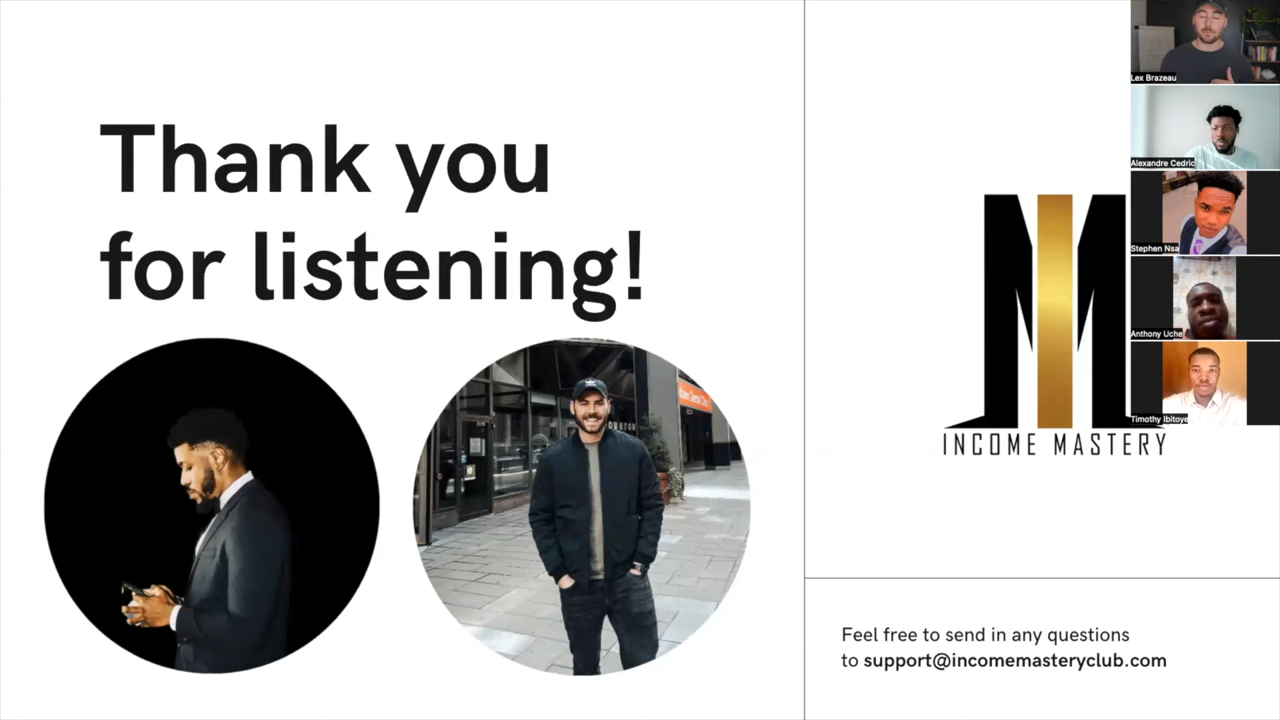 Thank you
for listening!
INCOME MASTERY
Feel free to send in any questions
to support@incomemasteryclub.com
Lex Brazeau
Alexandre Cedric
Stephen Nsa
Anthony Uche
Timothy Ibitoye